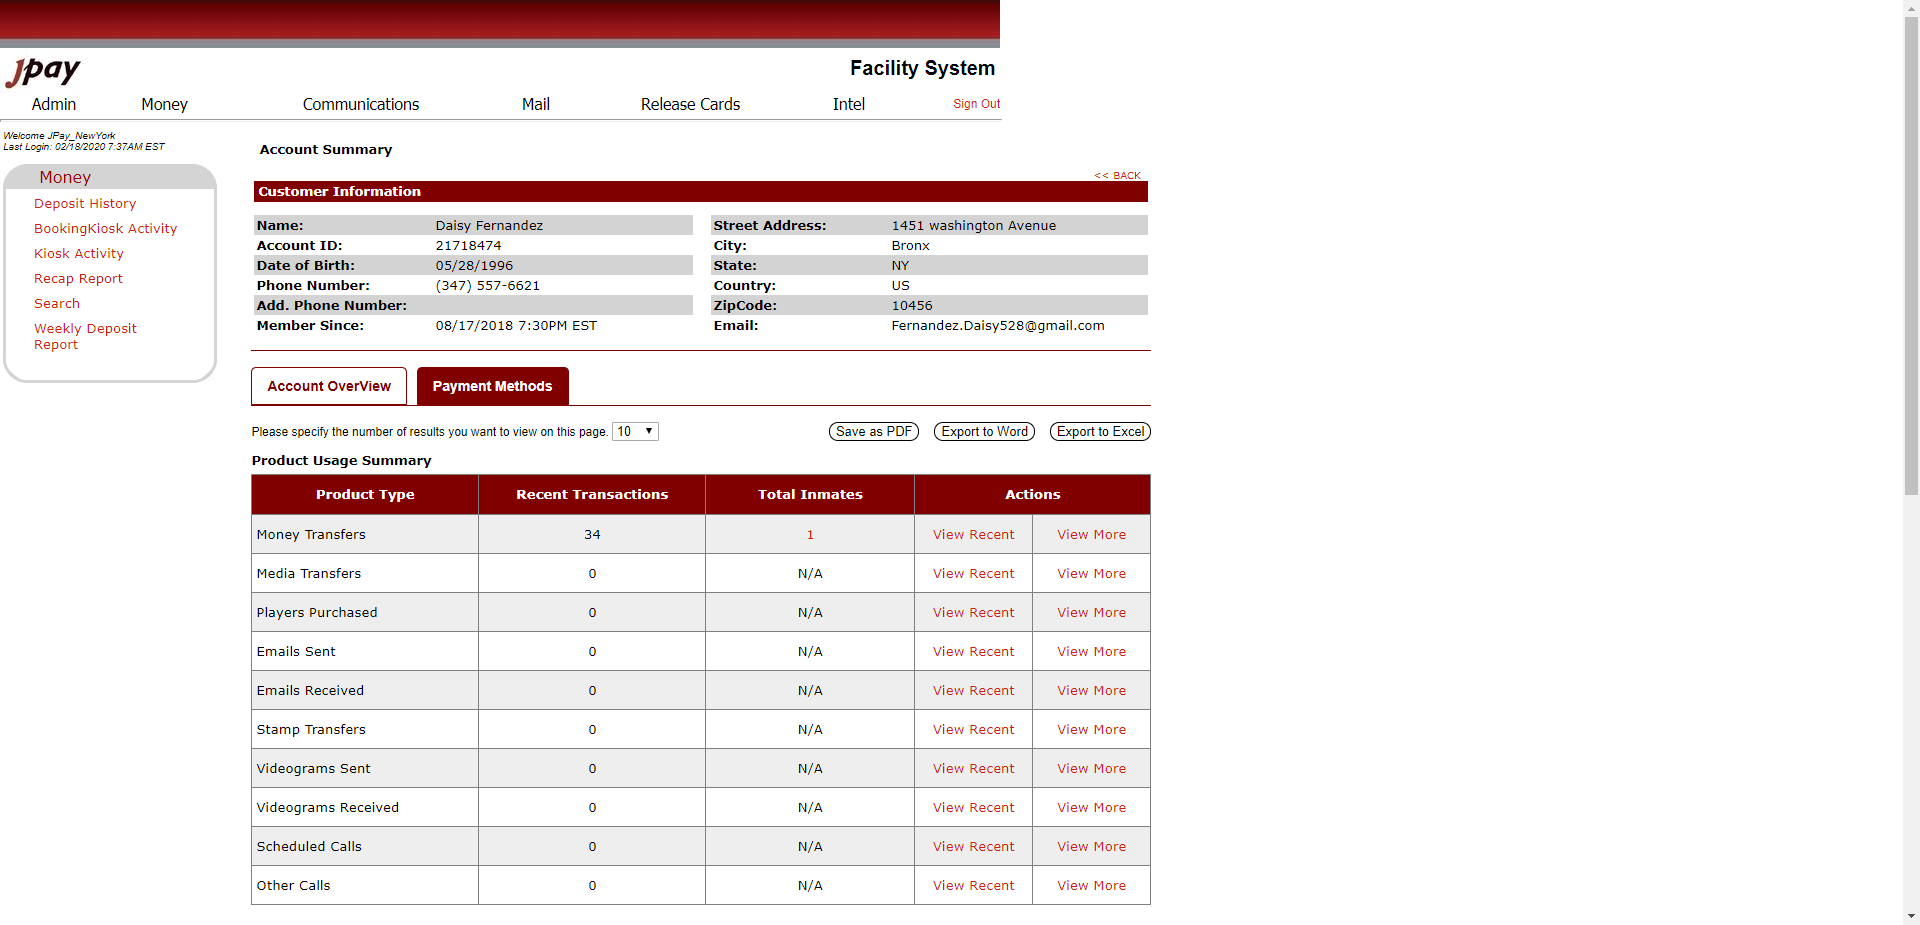 Jpay
Facility System
Admin Money Communications Mail Release Cards Intel Sign Out
Welcome JPay_NewYork
Last Login: 02/18/2020 7:37AM EST
Money
Deposit History
BookingKiosk Activity
Kiosk Activity
Recap Report
Search
Weekly Deposit
Report
Account Summary
<< BACK
Customer Information
Name: Daisy Fernandez Street Address: 1451 washington Avenue
Account ID: 21718474 City: Bronx
Date of Birth: 05/28/1996 State: NY
Phone Number: (347) 557-6621 Country: US
Add. Phone Number: ZipCode: 10456
Member Since: 08/17/2018 7:30PM EST Email: Fernandez.Daisy528@gmail.com
Account OverView Payment Methods
Please specify the number of results you want to view on this page. 10 Save as PDF Export to Word Export to Excel
Product Usage Summary
Product Type Recent Transactions Total Inmates Actions
Money Transfers 34 1 View Recent View More
Media Transfers 0 N/A View Recent View More
Players Purchased 0 N/A View Recent View More
Emails Sent 0 N/A View Recent View More
Emails Received 0 N/A View Recent View More
Stamp Transfers 0 N/A View Recent View More
Videograms Sent 0 N/A View Recent View More
Videograms Received 0 N/A View Recent View More
Scheduled Calls 0 N/A View Recent View More
Other Calls 0 N/A View Recent View More